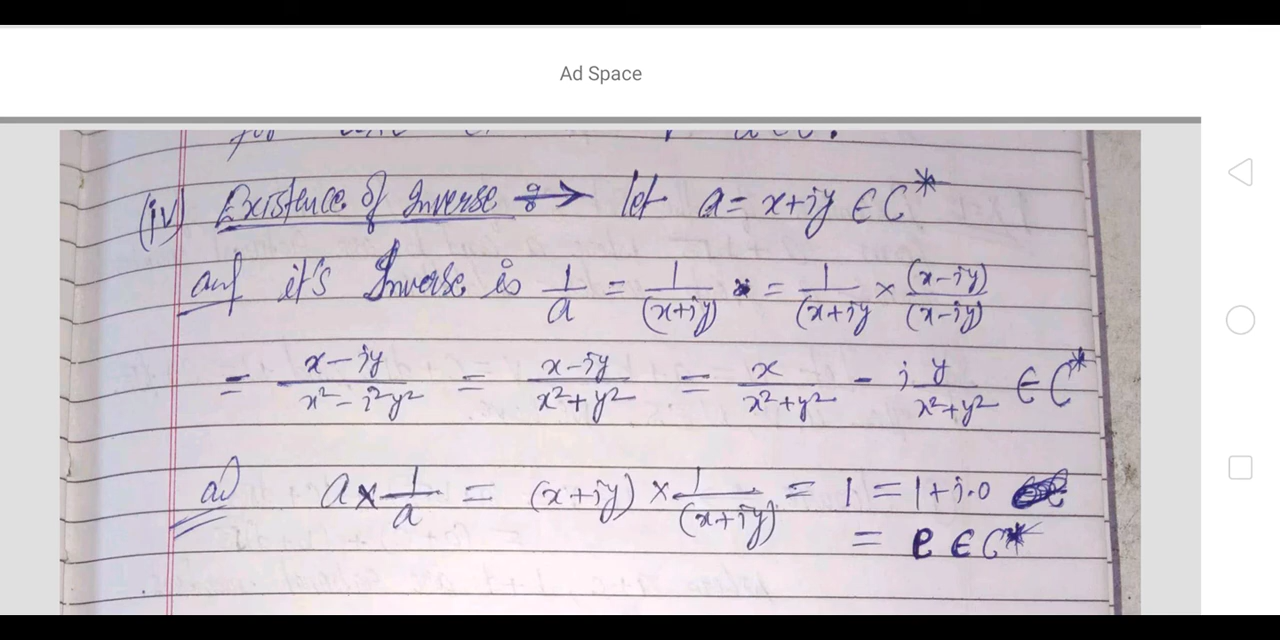 Ad Space
(iv) Existence of Inverse :→ let a = x+iy ∈ C*
and it's Inverse is 1/a = 1/(x+iy) = 1/(x+iy × (x-iy)/(x-iy)
= x-iy/x²-i²y² = x-iy/x²+y² = x/x²+y² - i y/x²+y² ∈ C*
a × 1/a = (x+iy) × 1/(x+iy) = 1 = 1+i.0
= e ∈ C*